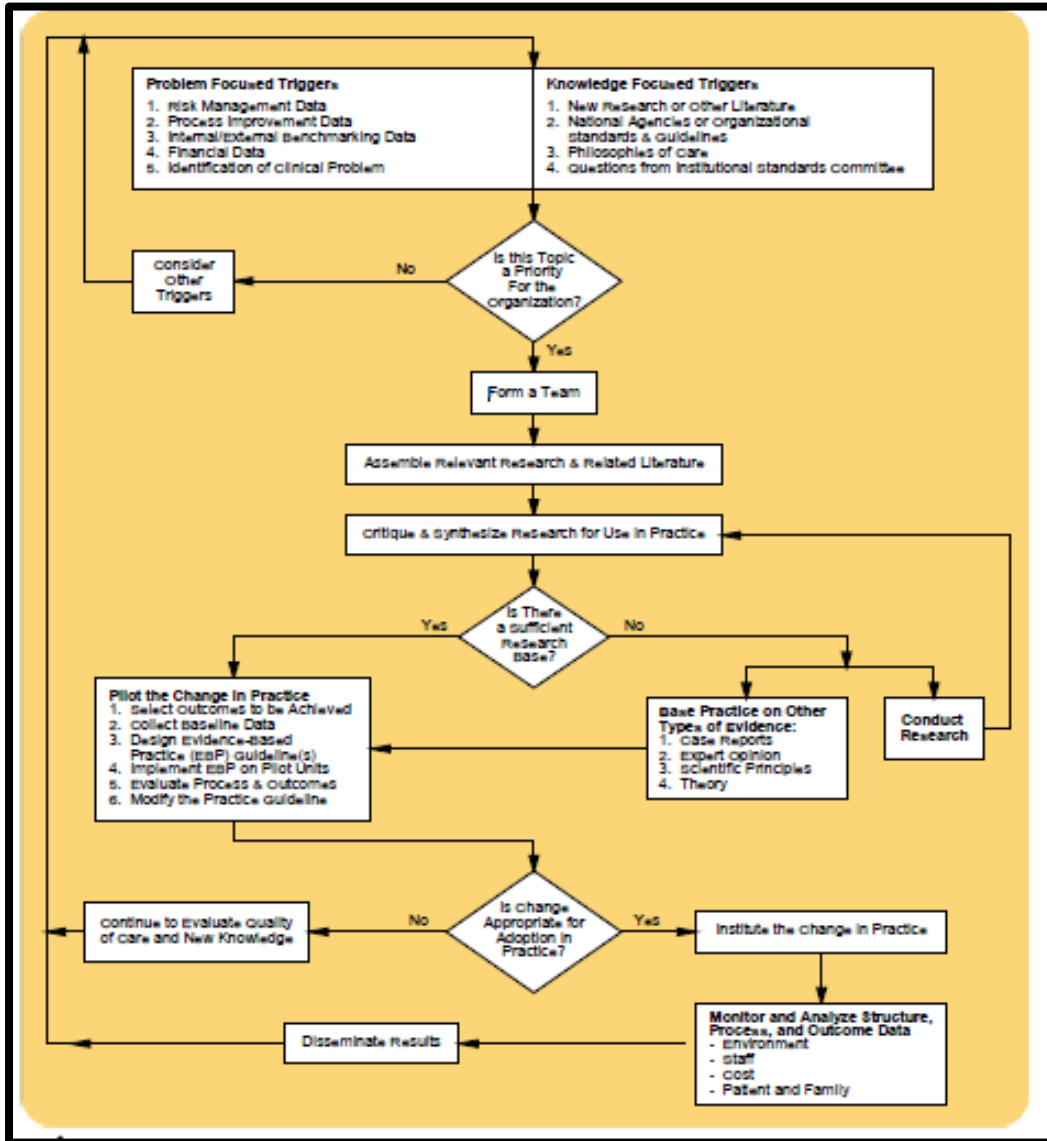 Problem Focused Triggers
1. Risk Management Data
2. Process Improvement Data
3. Internal/External Benchmarking Data
4. Financial Data
5. Identification of Clinical Problem
Knowledge Focused Triggers
1. New Research or Other Literature
2. National Agencies or Organizational
standards & Guidelines
3. Philosophies of Care
4. Questions from Institutional Standards Committee
Consider
Other
Triggers
No
Is this Topic
a Priority
For the
Organization?
Yes
Form a Team
Assemble Relevant Research & Related Literature
Critique & Synthesize Research for Use in Practice
Is There
a Sufficient
Research
Base?
Yes
No
Pilot the Change in Practice
1. Select Outcomes to be Achieved
2. Collect Baseline Data
3. Design Evidence-Based
Practice (EBP) Guideline(s)
4. Implement EBP on Pilot Units
5. Evaluate Process & Outcomes
6. Modify the Practice Guideline
Base Practice on Other
Types of Evidence:
1. Case Reports
2. Expert Opinion
3. Scientific Principles
4. Theory
Conduct
Research
Continue to Evaluate Quality
of Care and New Knowledge
No
Is Change
Appropriate for
Adoption in
Practice?
Yes
Institute the Change in Practice
Disseminate Results
Monitor and Analyze Structure,
Process, and Outcome Data
- Environment
- Staff
- Cost
- Patient and Family